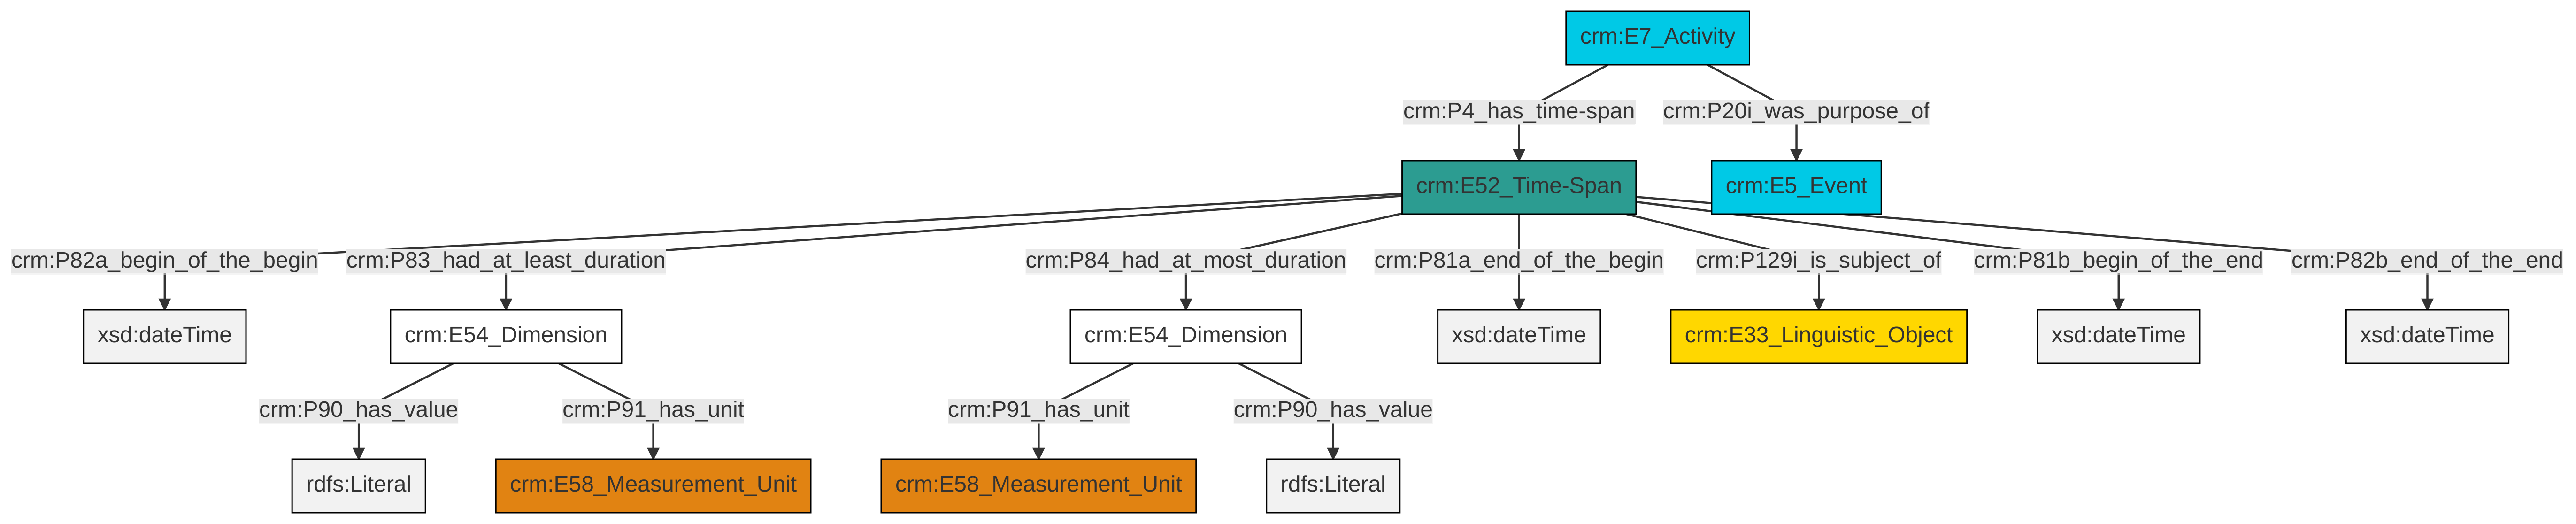 crm:E7_Activity
crm:P4_has_time-span
crm:P20i_was_purpose_of
crm:E52_Time-Span
crm:E5_Event
crm:P82a_begin_of_the_begin
crm:P83_had_at_least_duration
crm:P84_had_at_most_duration
crm:P81a_end_of_the_begin
crm:P129i_is_subject_of
crm:P81b_begin_of_the_end
crm:P82b_end_of_the_end
xsd:dateTime
crm:E54_Dimension
crm:E54_Dimension
xsd:dateTime
crm:E33_Linguistic_Object
xsd:dateTime
xsd:dateTime
crm:P90_has_value
crm:P91_has_unit
crm:P91_has_unit
crm:P90_has_value
rdfs:Literal
crm:E58_Measurement_Unit
crm:E58_Measurement_Unit
rdfs:Literal